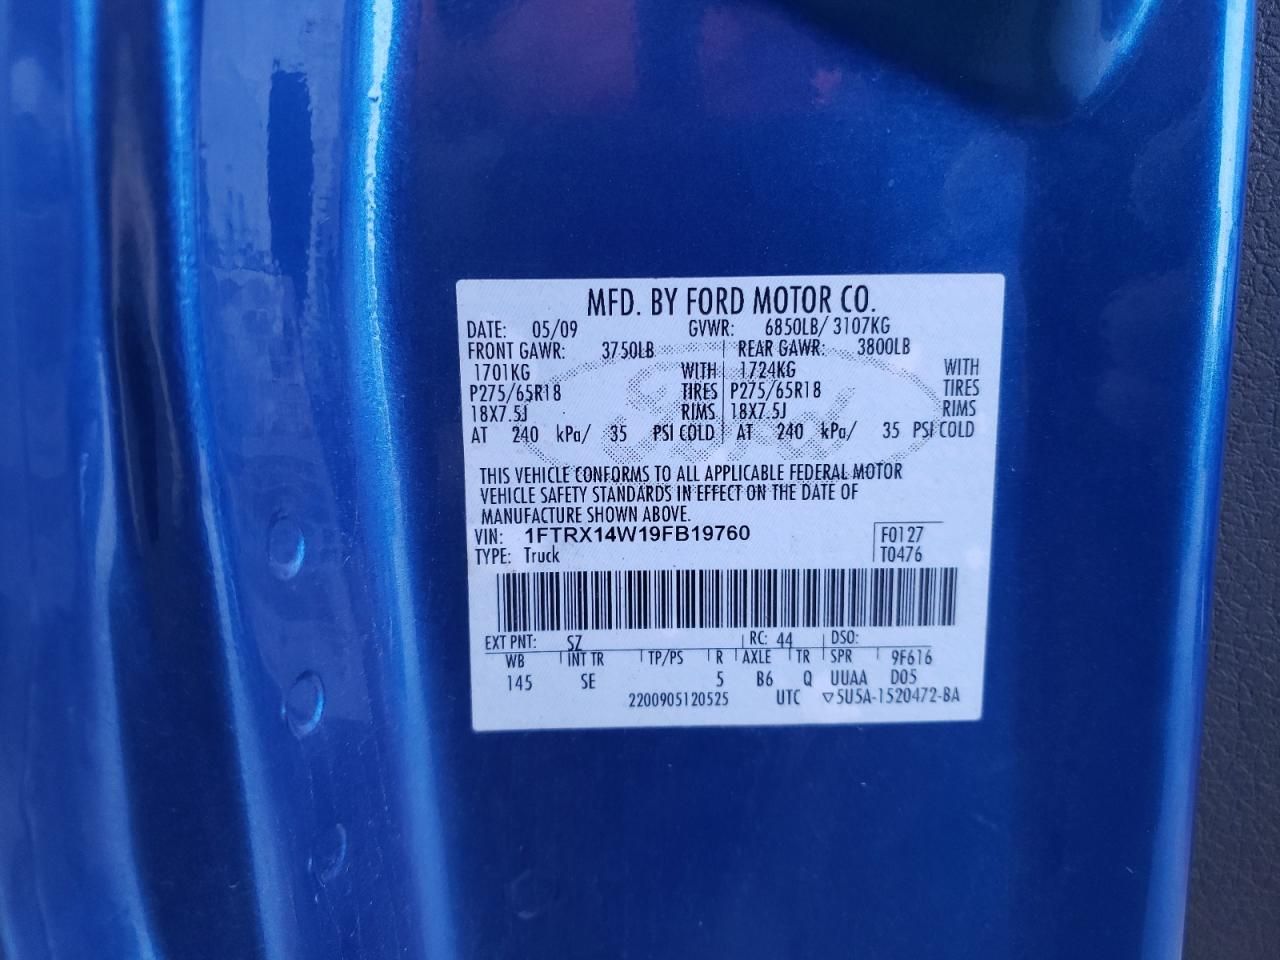 MFD. BY FORD MOTOR CO.
DATE: 05/09 GVWR: 6850LB/ 3107KG
FRONT GAWR: 3750LB REAR GAWR: 3800LB
1701KG WITH 1724KG WITH
P275/65R18 TIRES P275/65R18 TIRES
18X7.5J RIMS 18X7.5J RIMS
AT 240 kPa/ 35 PSI COLD AT 240 kPa/ 35 PSI COLD
THIS VEHICLE CONFORMS TO ALL APPLICABLE FEDERAL MOTOR
VEHICLE SAFETY STANDARDS IN EFFECT ON THE DATE OF
MANUFACTURE SHOWN ABOVE.
VIN: 1FTRX14W19FB19760 F0127
TYPE: Truck T0476
EXT PNT: SZ RC: 44 DSO:
WB INT TR TP/PS R AXLE TR SPR 9F616
145 SE 5 B6 Q UUAA D05
2200905120525 UTC ▽5U5A-1520472-BA
Ford